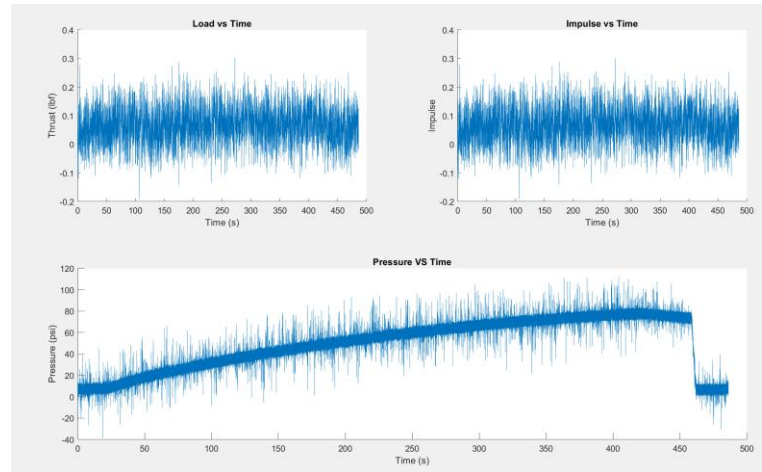 Load vs Time
0.4
0.3
0.2
0.1
0
-0.1
-0.2
Thrust (lbf)
0 50 100 150 200 250 300 350 400 450 500
Time (s)
Impulse vs Time
0.4
0.3
0.2
0.1
0
-0.1
-0.2
Impulse
0 50 100 150 200 250 300 350 400 450 500
Time (s)
Pressure VS Time
120
100
80
60
40
20
0
-20
-40
Pressure (psi)
0 50 100 150 200 250 300 350 400 450 500
Time (s)